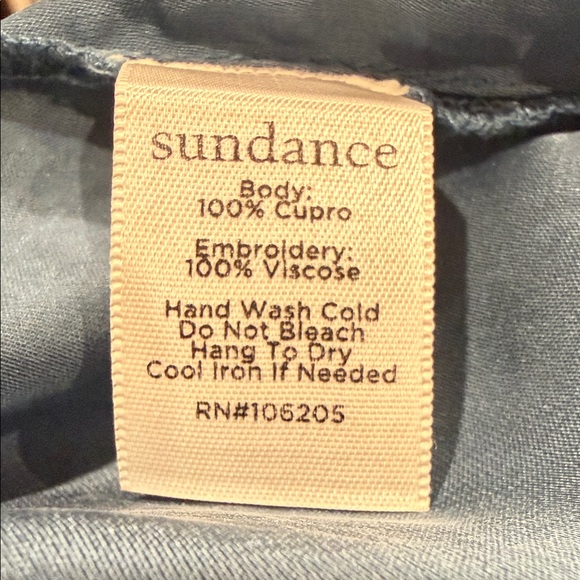 sundance
Body:
100% Cupro
Embroidery:
100% Viscose
Hand Wash Cold
Do Not Bleach
Hang To Dry
Cool Iron If Needed
RN#106205